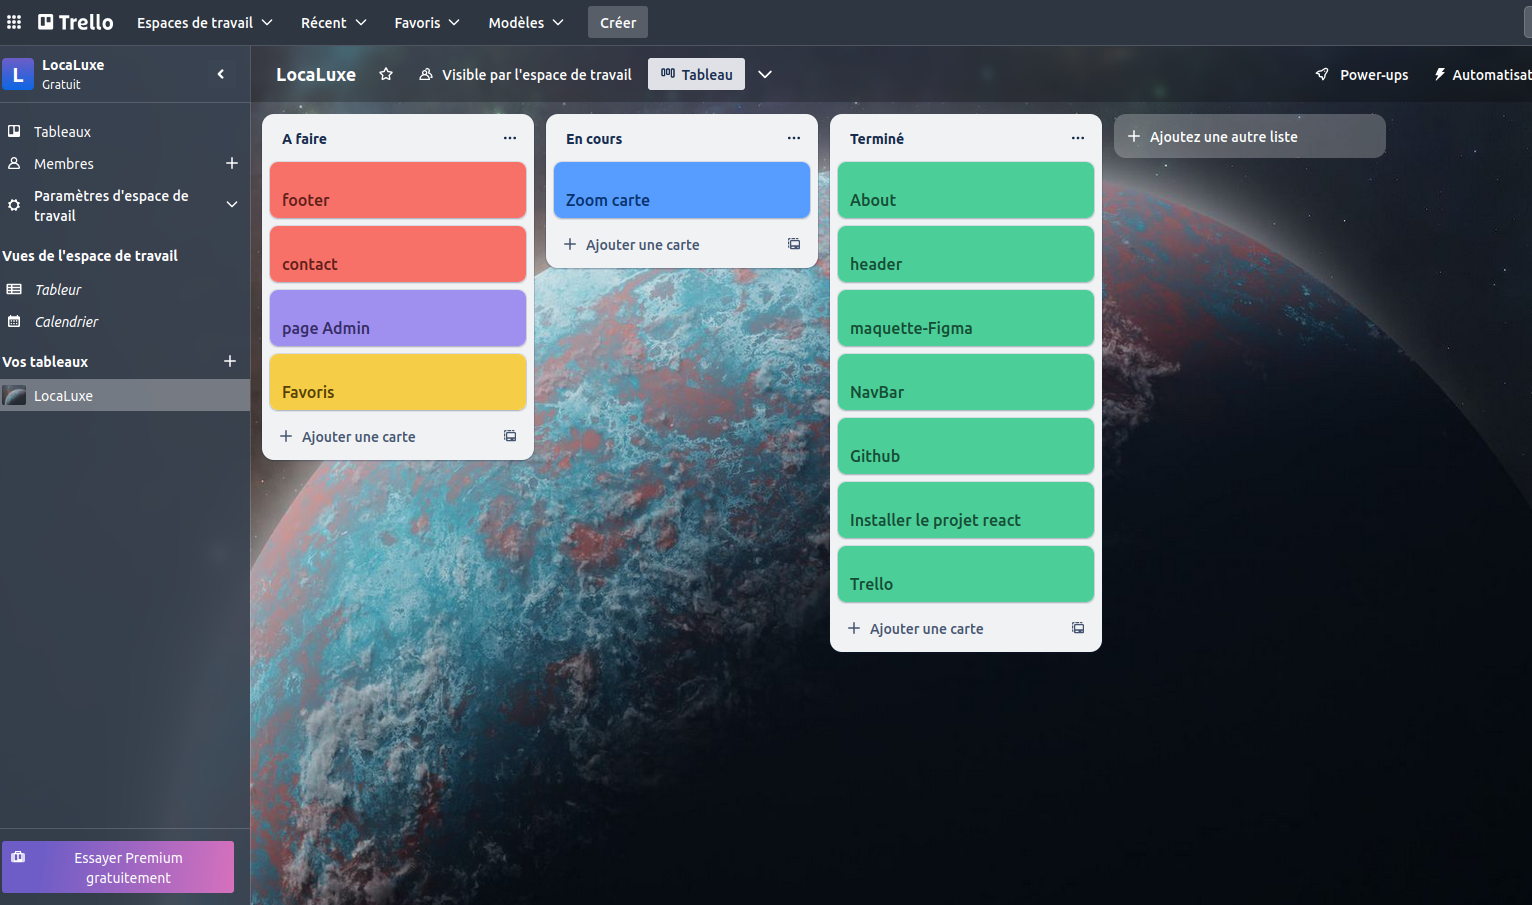 Trello
Espaces de travail
Récent
Favoris
Modèles
Créer
L
LocaLuxe
Gratuit
Tableaux
Membres
Paramètres d'espace de
travail
Vues de l'espace de travail
Tableur
Calendrier
Vos tableaux
LocaLuxe
Essayer Premium
gratuitement
LocaLuxe
Visible par l'espace de travail
Tableau
Power-ups
Automatisat
A faire
footer
contact
page Admin
Favoris
Ajouter une carte
En cours
Zoom carte
Ajouter une carte
Terminé
About
header
maquette-Figma
NavBar
Github
Installer le projet react
Trello
Ajouter une carte
Ajoutez une autre liste